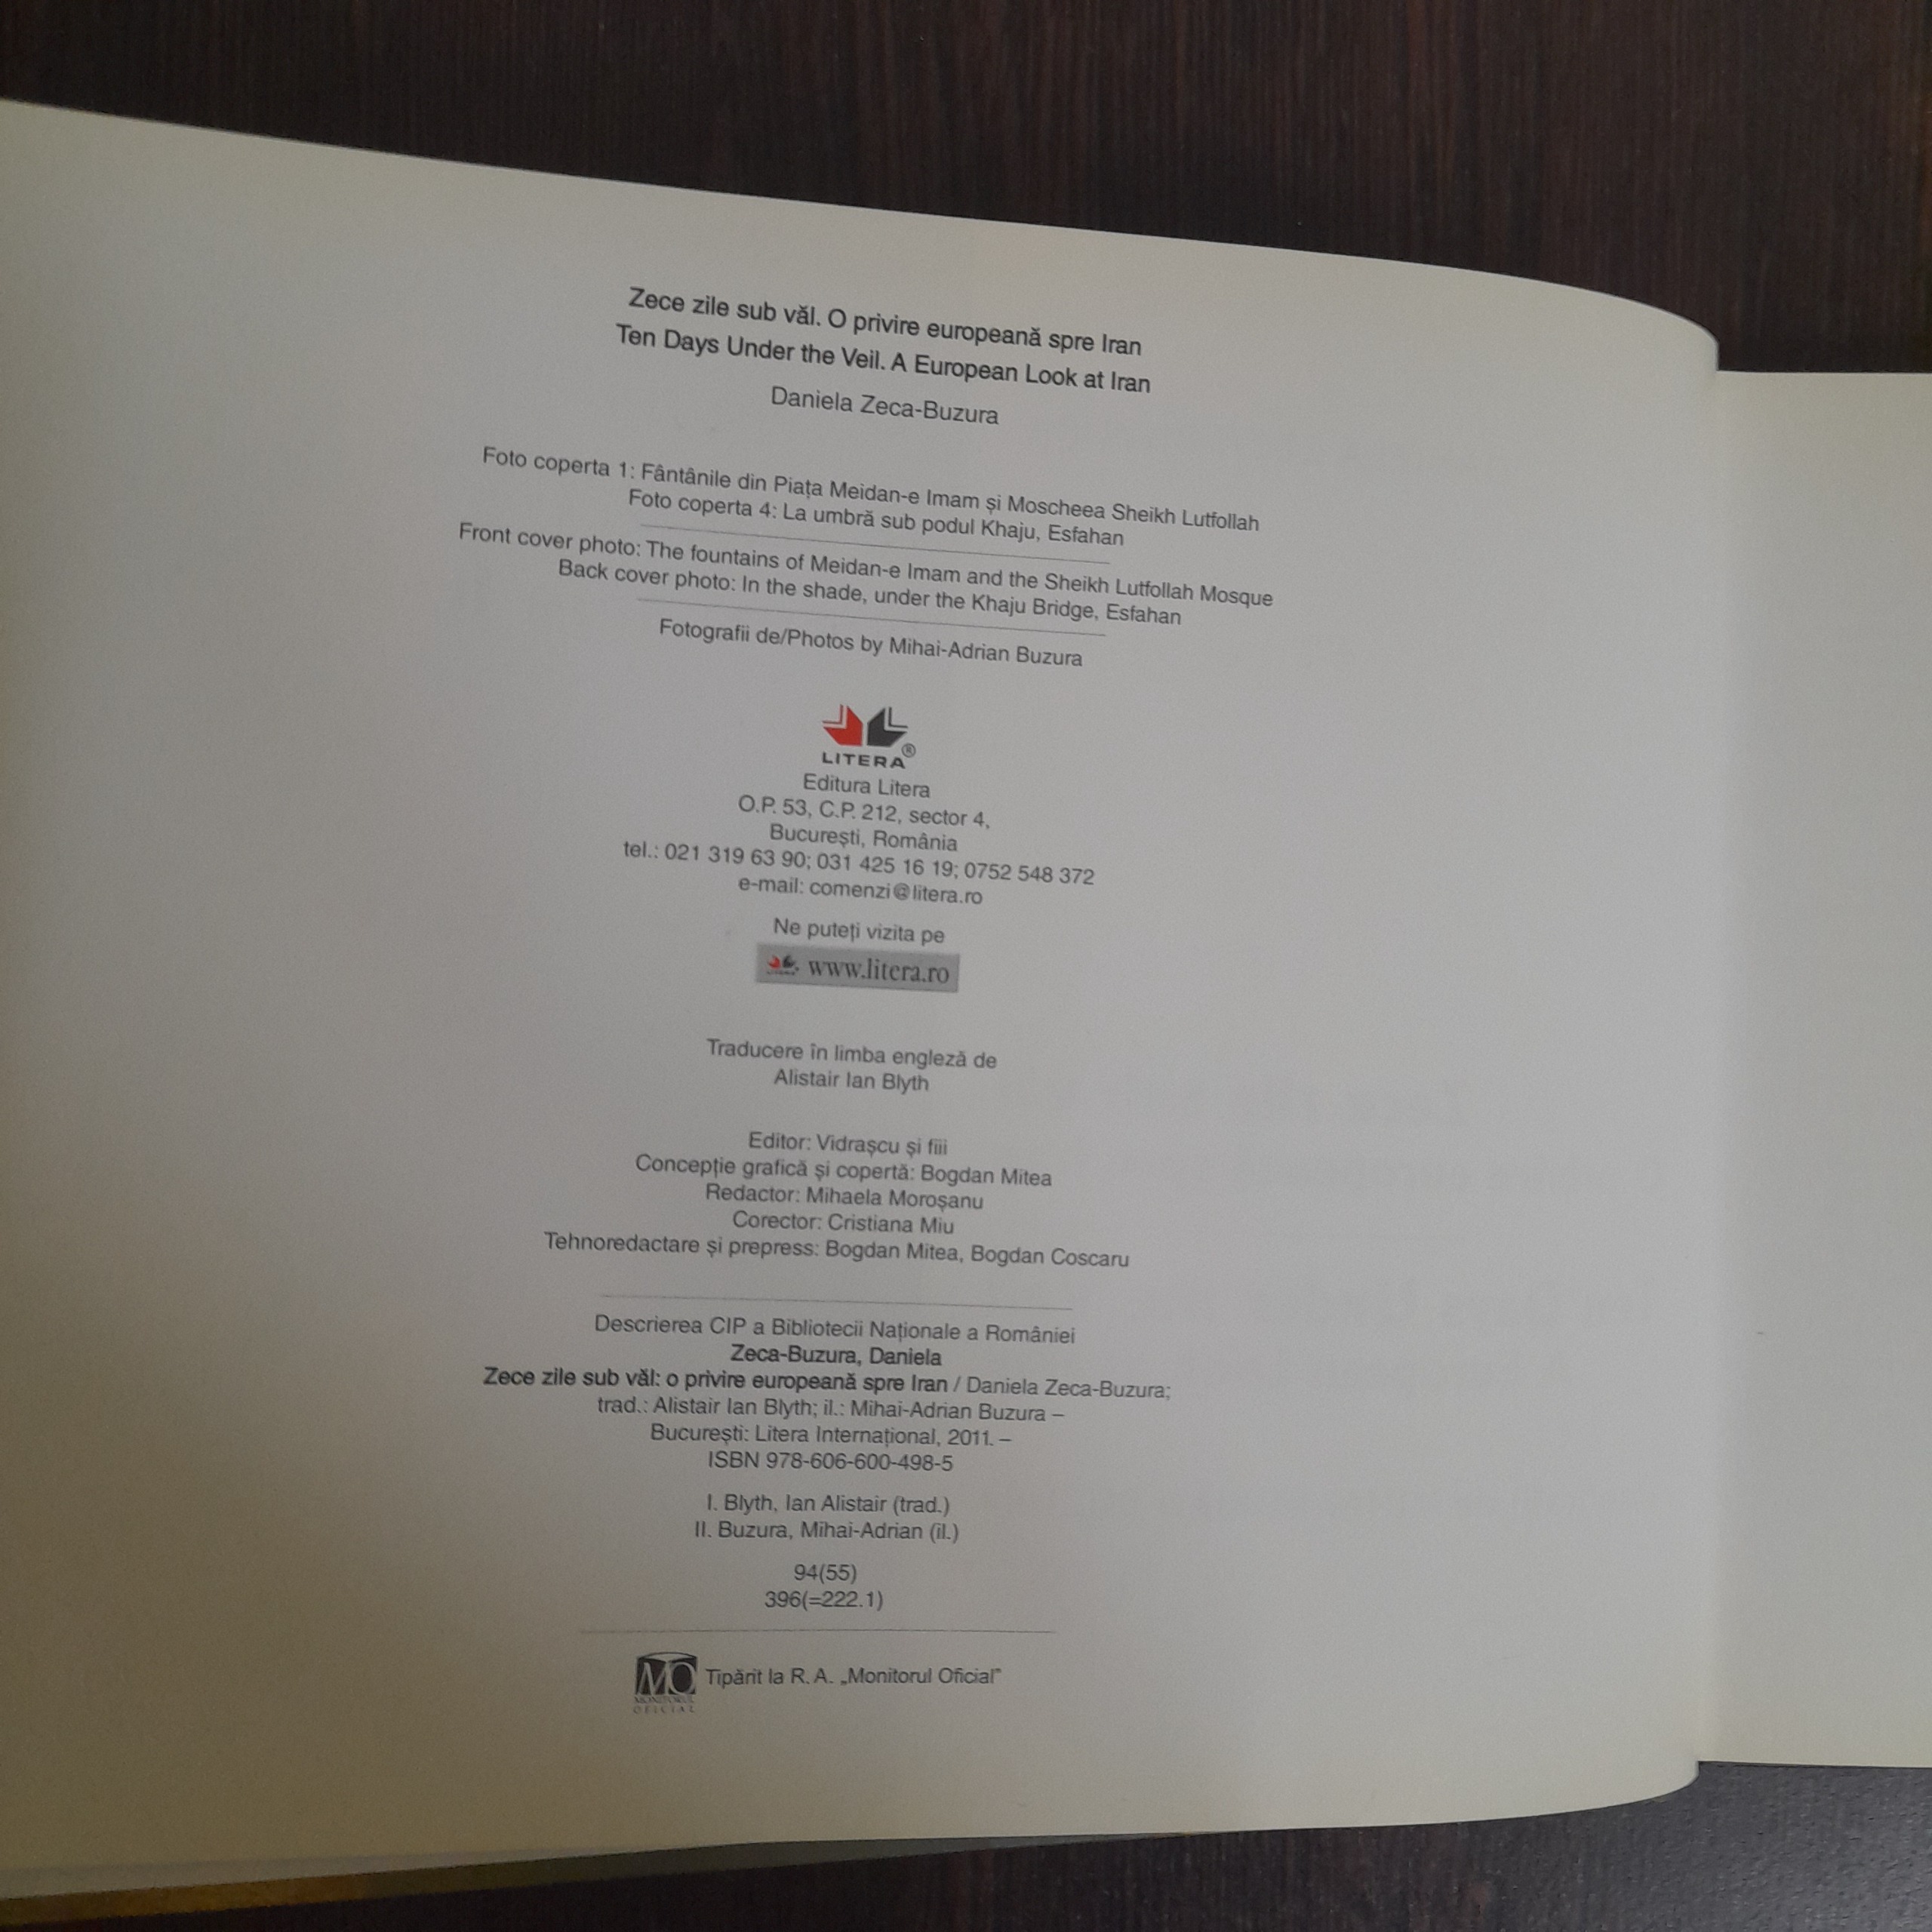 Zece zile sub văl. O privire europeană spre Iran
Ten Days Under the Veil. A European Look at Iran
Daniela Zeca-Buzura
Foto coperta 1: Fântânile din Piața Meidan-e Imam și Moscheea Sheikh Lutfollah
Foto coperta 4: La umbră sub podul Khaju, Esfahan
Front cover photo: The fountains of Meidan-e Imam and the Sheikh Lutfollah Mosque
Back cover photo: In the shade, under the Khaju Bridge, Esfahan
Fotografii de/Photos by Mihai-Adrian Buzura
LITERA®
Editura Litera
O.P. 53, C.P. 212, sector 4,
București, România
tel.: 021 319 63 90; 031 425 16 19; 0752 548 372
e-mail: comenzi@litera.ro
Ne puteți vizita pe
www.litera.ro
Traducere în limba engleză de
Alistair Ian Blyth
Editor: Vidrașcu și fiii
Concepție grafică și copertă: Bogdan Mitea
Redactor: Mihaela Moroșanu
Corector: Cristiana Miu
Tehnoredactare și prepress: Bogdan Mitea, Bogdan Coscaru
Descrierea CIP a Bibliotecii Naționale a României
Zeca-Buzura, Daniela
Zece zile sub văl: o privire europeană spre Iran / Daniela Zeca-Buzura;
trad.: Alistair Ian Blyth; il.: Mihai-Adrian Buzura –
București: Litera Internațional, 2011. –
ISBN 978-606-600-498-5
I. Blyth, Ian Alistair (trad.)
II. Buzura, Mihai-Adrian (il.)
94(55)
396(=222.1)
MO
MONITORUL
OFICIAL
Tipărit la R. A. „Monitorul Oficial”